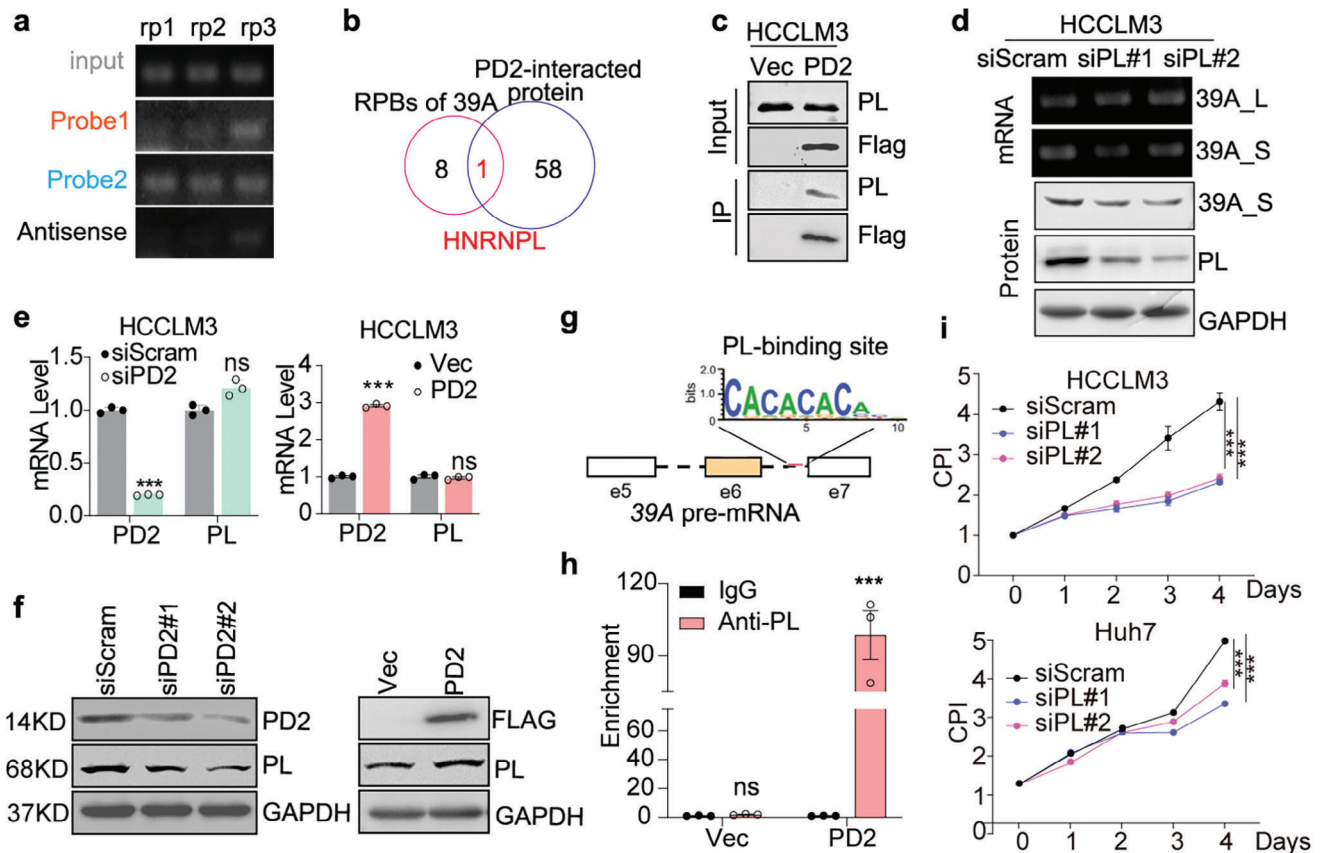 a
rp1 rp2 rp3
input
Probe1
Probe2
Antisense
b
PD2-interacted
protein
RPBs of 39A
8 1 58
HNRNPL
c
HCCLM3
Vec PD2
Input
PL
Flag
IP
PL
Flag
d
HCCLM3
siScram siPL#1 siPL#2
mRNA
39A_L
39A_S
Protein
39A_S
PL
GAPDH
e
HCCLM3
siScram
siPD2
ns
***
mRNA Level
1.5
1.0
0.5
0.0
PD2 PL
HCCLM3
Vec
PD2
***
ns
mRNA Level
4
3
2
1
0
PD2 PL
f
siScram siPD2#1 siPD2#2
14KD PD2
68KD PL
37KD GAPDH
Vec PD2
FLAG
PL
GAPDH
g
PL-binding site
bits
2.0
1.0
0.0
CACACACA
5 10
e5 e6 e7
39A pre-mRNA
h
IgG
Anti-PL
***
ns
Enrichment
120
90
60
40
20
0
Vec PD2
i
HCCLM3
siScram
siPL#1
siPL#2
***
***
CPI
5
4
3
2
1
0
0 1 2 3 4 Days
Huh7
siScram
siPL#1
siPL#2
***
***
CPI
5
4
3
2
1
0
0 1 2 3 4 Days